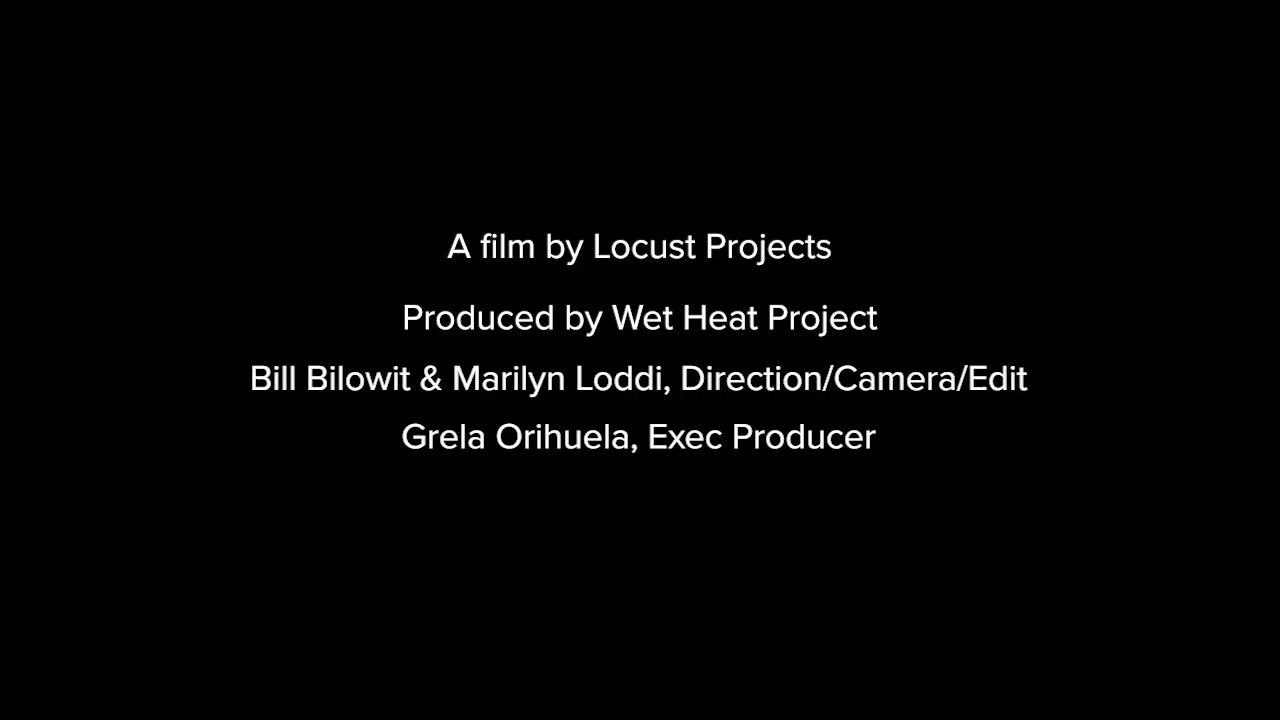 A film by Locust Projects
Produced by Wet Heat Project
Bill Bilowit & Marilyn Loddi, Direction/Camera/Edit
Grela Orihuela, Exec Producer